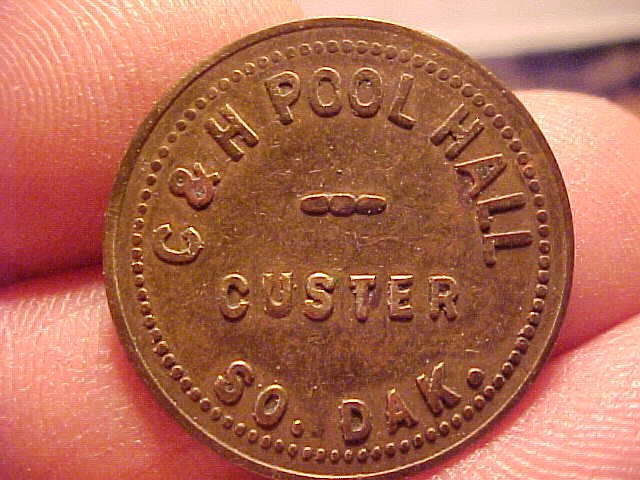 C & H POOL HALL
CUSTER
SO. DAK.